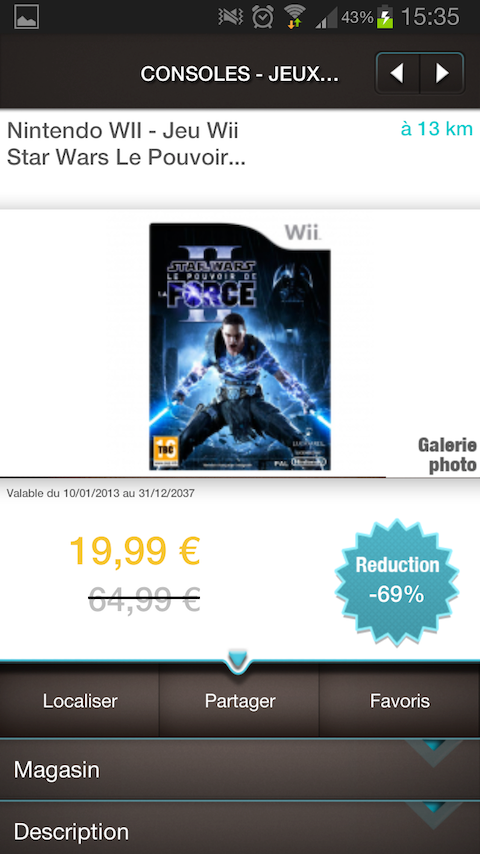 43% 15:35
CONSOLES - JEUX...
Nintendo WII - Jeu Wii
Star Wars Le Pouvoir...
à 13 km
Wii
II
STAR WARS
LE POUVOIR DE
LA FORCE
PAL
Nintendo
Galerie
photo
Valable du 10/01/2013 au 31/12/2037
19,99 €
64,99 €
Reduction
-69%
Localiser
Partager
Favoris
Magasin
Description